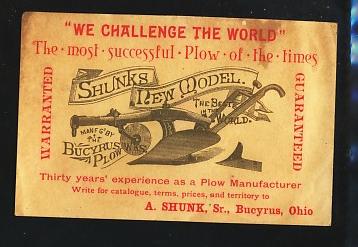 "WE CHALLENGE THE WORLD"
The · most · successful · Plow · of · the · times
WARRANTED
GUARANTEED
SHUNKS
NEW MODEL.
THE BEST
IN THE
WORLD.
MANF'G' BY
THE
BUCYRUS
PLOW WKS.
Thirty years' experience as a Plow Manufacturer
Write for catalogue, terms, prices, and territory to
A. SHUNK, Sr., Bucyrus, Ohio